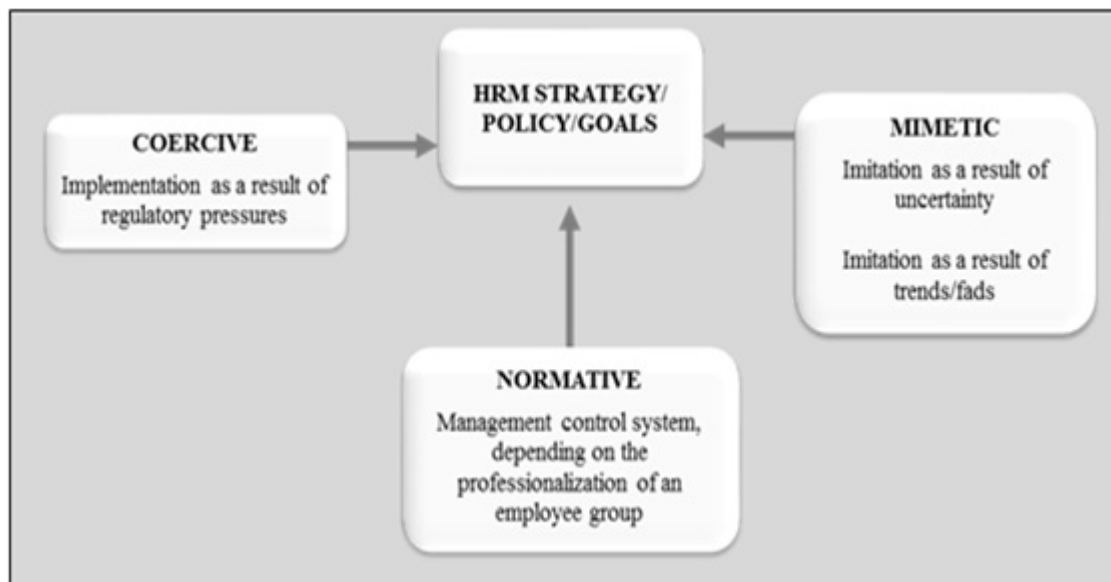 HRM STRATEGY/
POLICY/GOALS
COERCIVE
Implementation as a result of
regulatory pressures
MIMETIC
Imitation as a result of
uncertainty
Imitation as a result of
trends/fads
NORMATIVE
Management control system,
depending on the
professionalization of an
employee group